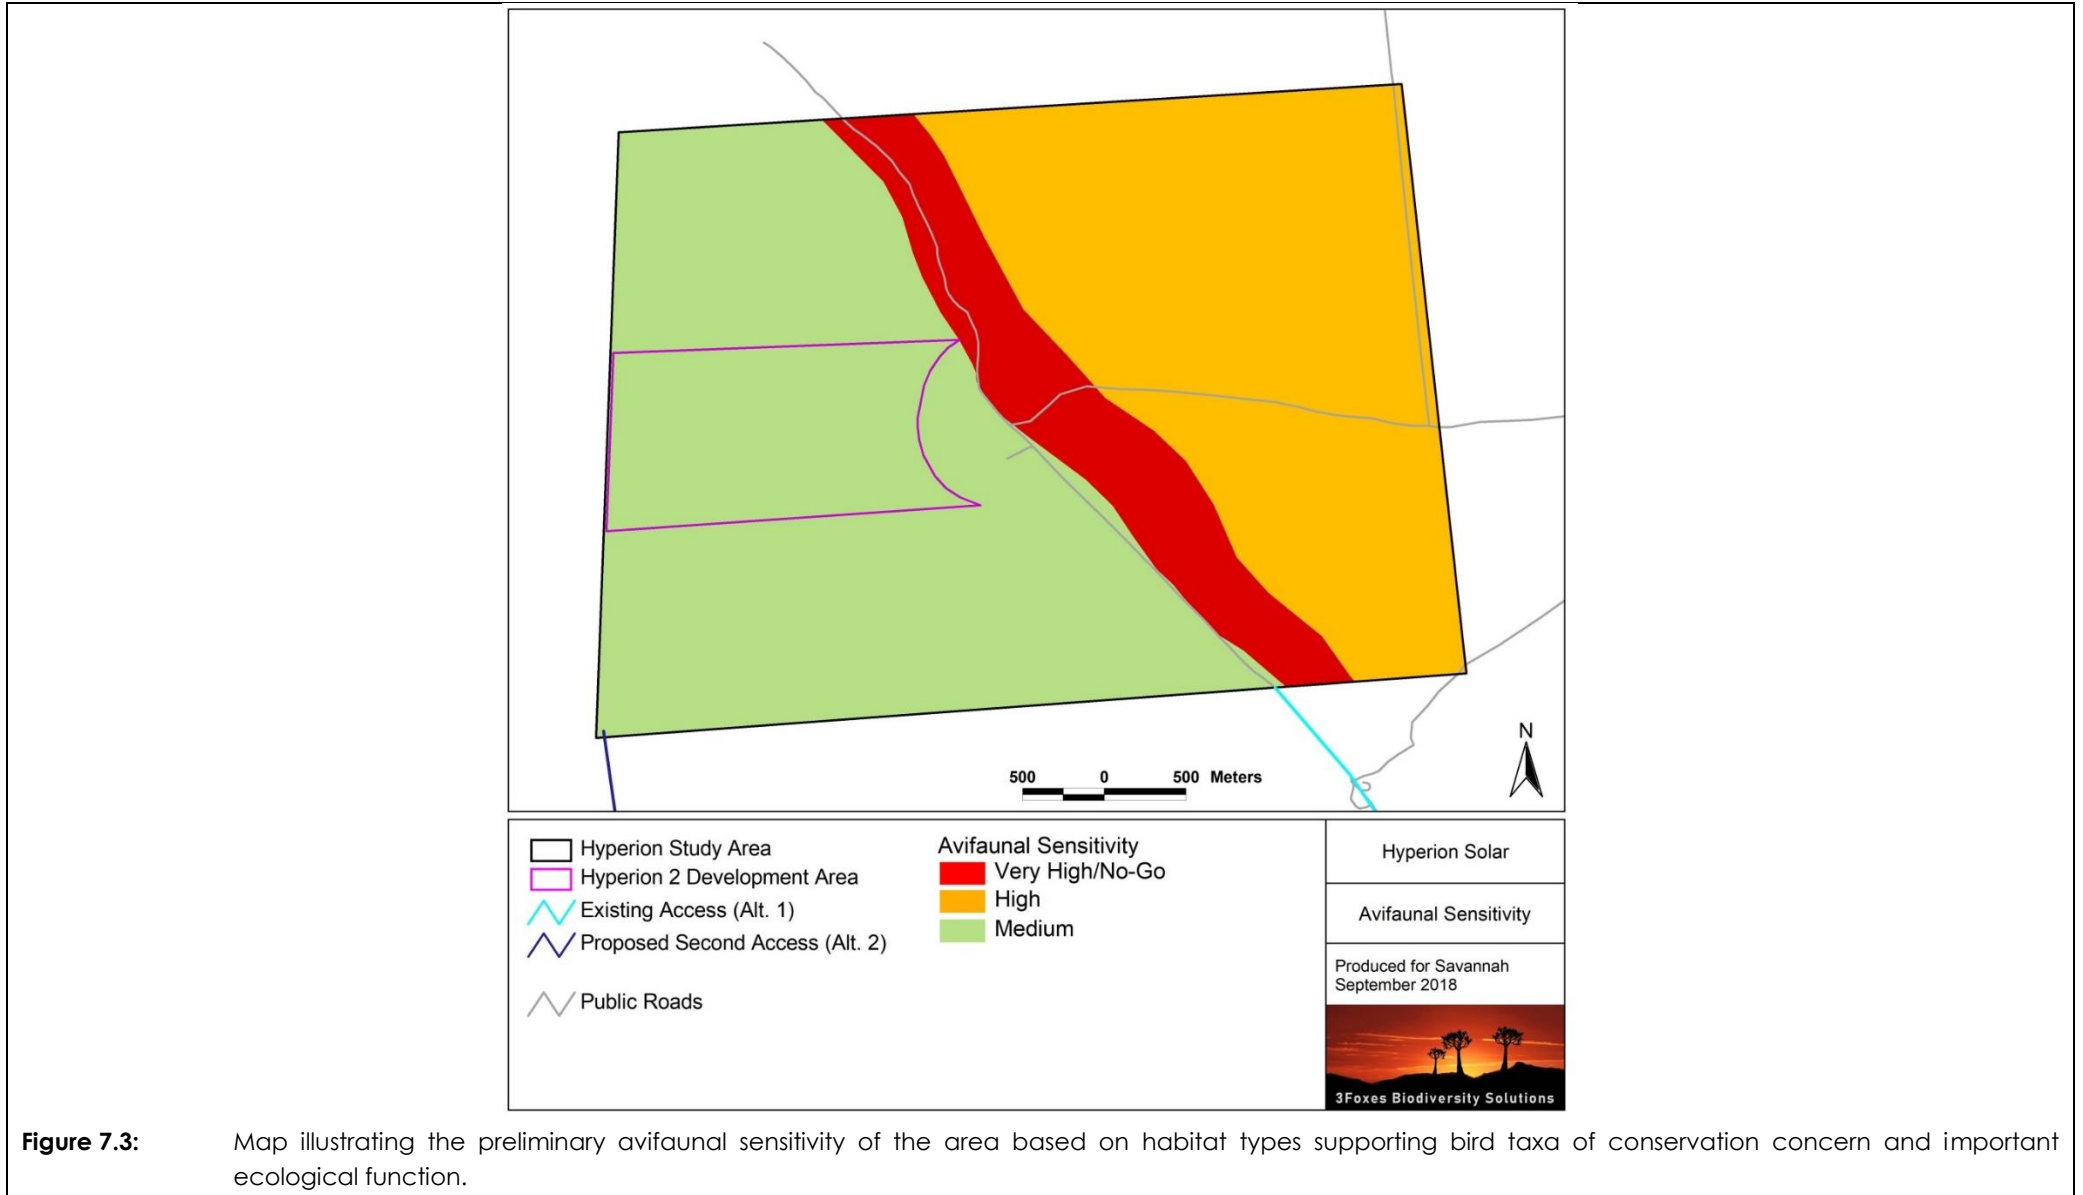 N
500 0 500 Meters
Hyperion Study Area
Hyperion 2 Development Area
Existing Access (Alt. 1)
Proposed Second Access (Alt. 2)
Public Roads
Avifaunal Sensitivity
Very High/No-Go
High
Medium
Hyperion Solar
Avifaunal Sensitivity
Produced for Savannah
September 2018
3Foxes Biodiversity Solutions
Figure 7.3: Map illustrating the preliminary avifaunal sensitivity of the area based on habitat types supporting bird taxa of conservation concern and important
ecological function.